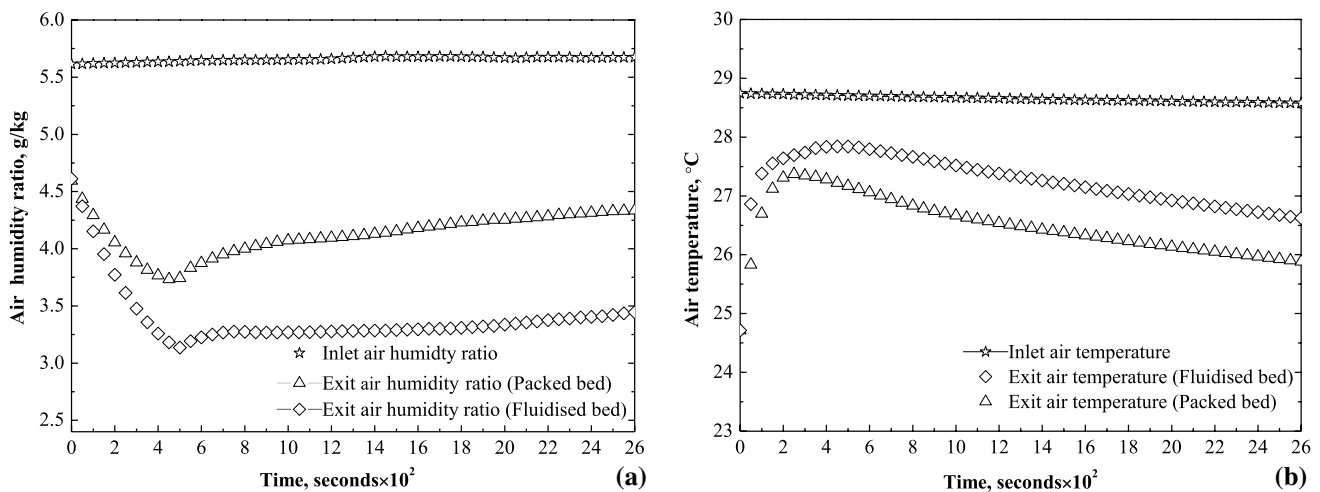 6.0
5.5
5.0
4.5
4.0
3.5
3.0
2.5
Air humidity ratio, g/kg
Inlet air humidty ratio
Exit air humidity ratio (Packed bed)
Exit air humidity ratio (Fluidised bed)
0 2 4 6 8 10 12 14 16 18 20 22 24 26
Time, seconds×10²
(a)
30
29
28
27
26
25
24
23
Air temperature, °C
Inlet air temperature
Exit air temperature (Fluidised bed)
Exit air temperature (Packed bed)
0 2 4 6 8 10 12 14 16 18 20 22 24 26
Time, seconds×10²
(b)